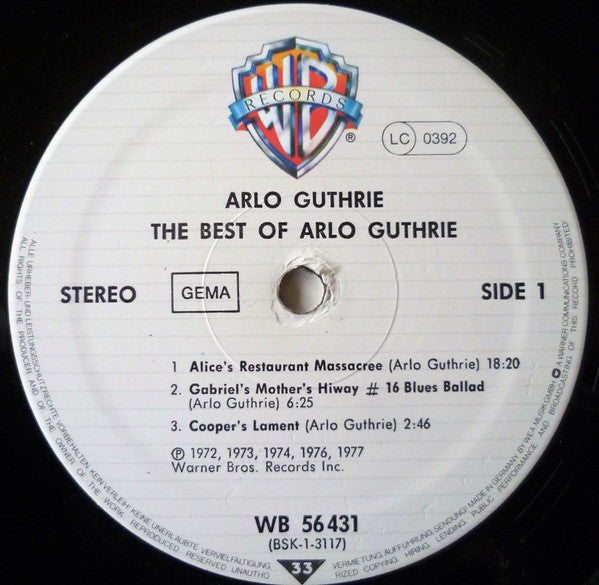 WB
RECORDS
®
LC 0392
ARLO GUTHRIE
THE BEST OF ARLO GUTHRIE
STEREO
GEMA
SIDE 1
1 Alice's Restaurant Massacree (Arlo Guthrie) 18:20
2. Gabriel's Mother's Hiway # 16 Blues Ballad
(Arlo Guthrie) 6:25
3. Cooper's Lament (Arlo Guthrie) 2:46
℗ 1972, 1973, 1974, 1976, 1977
Warner Bros. Records Inc.
WB 56 431
(BSK-1-3117)
33
ALLE URHEBER- UND LEISTUNGSSCHUTZRECHTE VORBEHALTEN. KEIN VERLEIH! KEINE UNERLAUBTE VERVIELFÄLTIGUNG
VERMIETUNG, AUFFÜHRUNG, SENDUNG! MADE IN GERMANY BY WEA MUSIK GMBH A WARNER COMMUNICATIONS COMPANY
ALL RIGHTS OF THE PRODUCER AND OF THE OWNER OF THE WORK REPRODUCED RESERVED UNAUTHO
RIZED COPYING HIRING, LENDING, PUBLIC PERFORMANCE AND BROADCASTING OF THIS RECORD PROHIBITED!